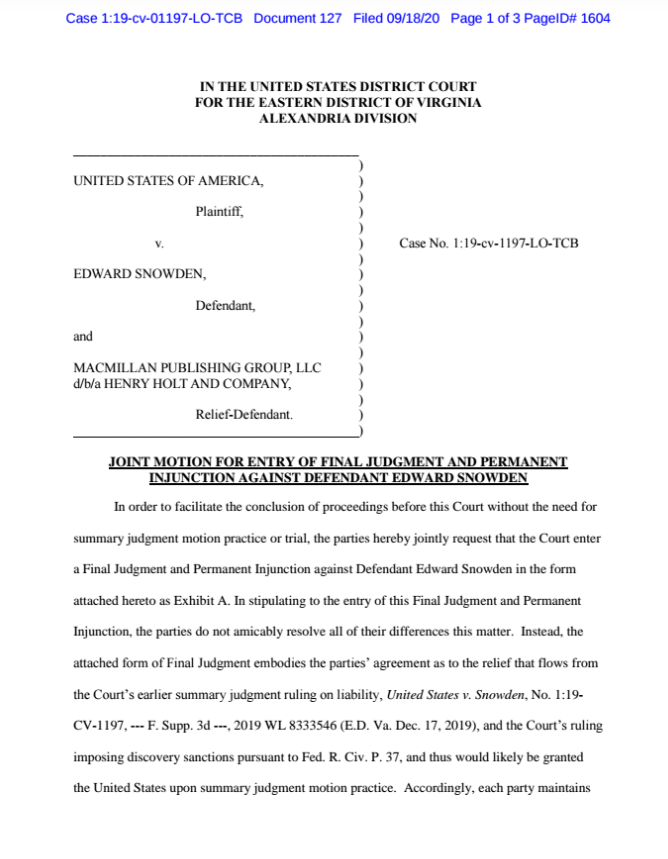 Case 1:19-cv-01197-LO-TCB Document 127 Filed 09/18/20 Page 1 of 3 PageID# 1604
IN THE UNITED STATES DISTRICT COURT
FOR THE EASTERN DISTRICT OF VIRGINIA
ALEXANDRIA DIVISION
)
UNITED STATES OF AMERICA, )
)
Plaintiff, )
)
v. ) Case No. 1:19-cv-1197-LO-TCB
)
EDWARD SNOWDEN, )
)
Defendant, )
)
and )
)
MACMILLAN PUBLISHING GROUP, LLC )
d/b/a HENRY HOLT AND COMPANY, )
)
Relief-Defendant. )
)
JOINT MOTION FOR ENTRY OF FINAL JUDGMENT AND PERMANENT
INJUNCTION AGAINST DEFENDANT EDWARD SNOWDEN
In order to facilitate the conclusion of proceedings before this Court without the need for
summary judgment motion practice or trial, the parties hereby jointly request that the Court enter
a Final Judgment and Permanent Injunction against Defendant Edward Snowden in the form
attached hereto as Exhibit A. In stipulating to the entry of this Final Judgment and Permanent
Injunction, the parties do not amicably resolve all of their differences this matter. Instead, the
attached form of Final Judgment embodies the parties’ agreement as to the relief that flows from
the Court’s earlier summary judgment ruling on liability, United States v. Snowden, No. 1:19-
CV-1197, --- F. Supp. 3d ---, 2019 WL 8333546 (E.D. Va. Dec. 17, 2019), and the Court’s ruling
imposing discovery sanctions pursuant to Fed. R. Civ. P. 37, and thus would likely be granted
the United States upon summary judgment motion practice. Accordingly, each party maintains